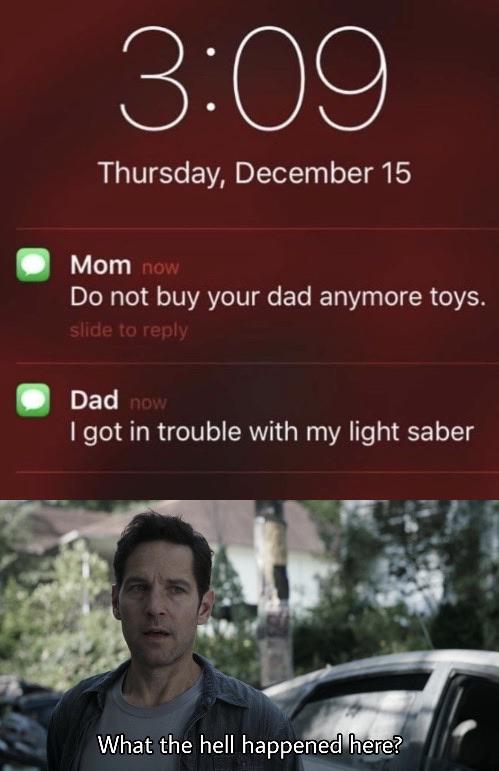 3:09
Thursday, December 15
Mom now
Do not buy your dad anymore toys.
slide to reply
Dad now
I got in trouble with my light saber
What the hell happened here?